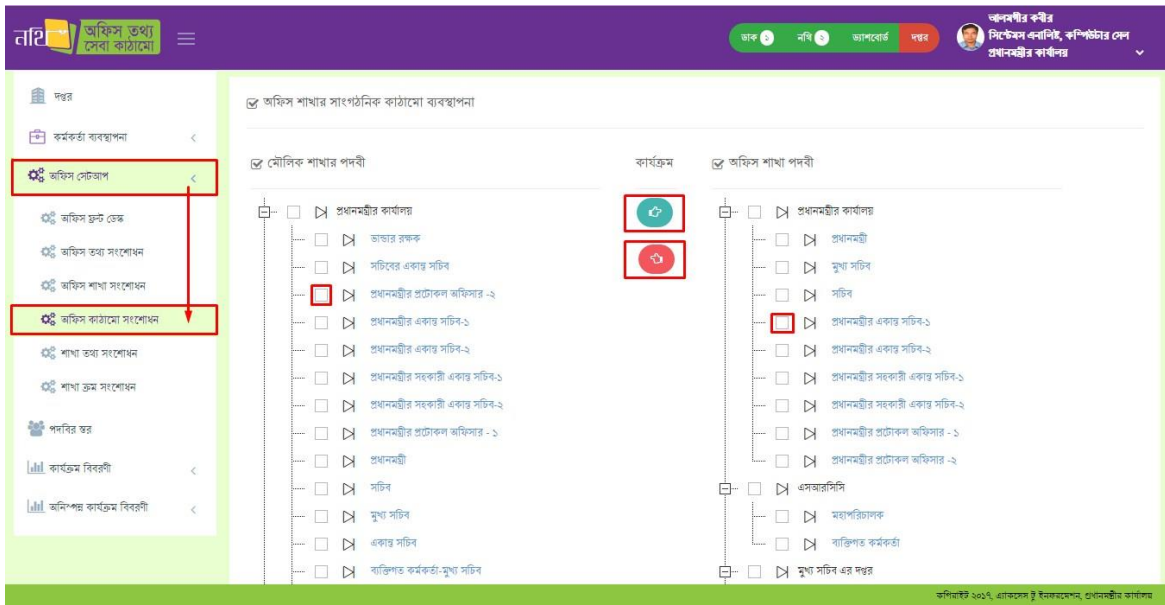 নথি অফিস তথ্য
সেবা কাঠামো
ডাক ১ নথি ২ ড্যাশবোর্ড দপ্তর
আলমগীর কবীর
সিস্টেমস এনালিষ্ট, কম্পিউটার সেল
প্রধানমন্ত্রীর কার্যালয়
দপ্তর
কর্মকর্তা ব্যবস্থাপনা
অফিস সেটআপ
অফিস ফ্রন্ট ডেস্ক
অফিস তথ্য সংশোধন
অফিস শাখা সংশোধন
অফিস কাঠামো সংশোধন
শাখা তথ্য সংশোধন
শাখা ক্রম সংশোধন
পদবির স্তর
কার্যক্রম বিবরণী
অনিষ্পন্ন কার্যক্রম বিবরণী
অফিস শাখার সাংগঠনিক কাঠামো ব্যবস্থাপনা
মৌলিক শাখার পদবী
প্রধানমন্ত্রীর কার্যালয়
ভান্ডার রক্ষক
সচিবের একান্ত সচিব
প্রধানমন্ত্রীর প্রটোকল অফিসার -২
প্রধানমন্ত্রীর একান্ত সচিব-১
প্রধানমন্ত্রীর একান্ত সচিব-২
প্রধানমন্ত্রীর সহকারী একান্ত সচিব-১
প্রধানমন্ত্রীর সহকারী একান্ত সচিব-২
প্রধানমন্ত্রীর প্রটোকল অফিসার - ১
প্রধানমন্ত্রী
সচিব
মুখ্য সচিব
একান্ত সচিব
ব্যক্তিগত কর্মকর্তা-মুখ্য সচিব
কার্যক্রম
অফিস শাখা পদবী
প্রধানমন্ত্রীর কার্যালয়
প্রধানমন্ত্রী
মুখ্য সচিব
সচিব
প্রধানমন্ত্রীর একান্ত সচিব-১
প্রধানমন্ত্রীর একান্ত সচিব-২
প্রধানমন্ত্রীর সহকারী একান্ত সচিব-১
প্রধানমন্ত্রীর সহকারী একান্ত সচিব-২
প্রধানমন্ত্রীর প্রটোকল অফিসার - ১
প্রধানমন্ত্রীর প্রটোকল অফিসার -২
এসআরসিসি
মহাপরিচালক
ব্যক্তিগত কর্মকর্তা
মুখ্য সচিব এর দপ্তর
কপিরাইট ২০১৭, এ্যাকসেস টু ইনফরমেশন, প্রধানমন্ত্রীর কার্যালয়